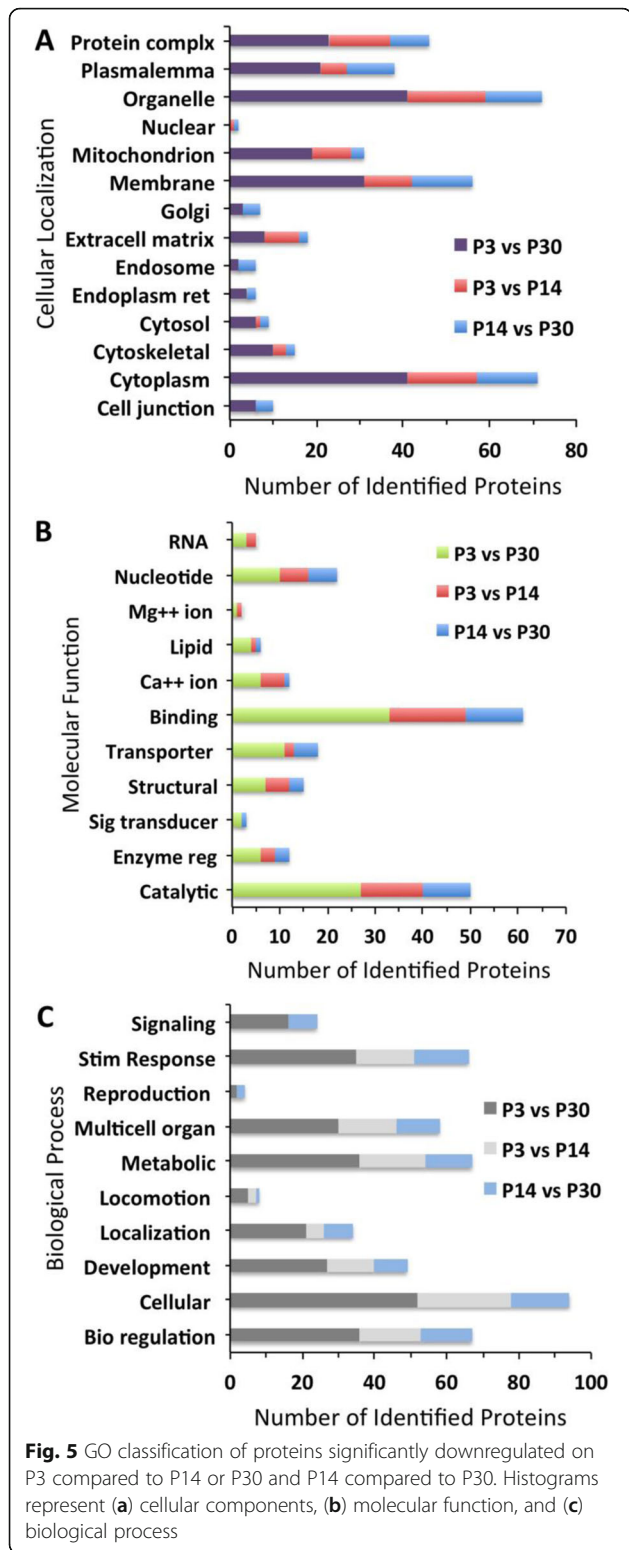 A
Cellular Localization
Protein complx
Plasmalemma
Organelle
Nuclear
Mitochondrion
Membrane
Golgi
Extracell matrix
Endosome
Endoplasm ret
Cytosol
Cytoskeletal
Cytoplasm
Cell junction
P3 vs P30
P3 vs P14
P14 vs P30
0 20 40 60 80
Number of Identified Proteins
B
Molecular Function
RNA
Nucleotide
Mg++ ion
Lipid
Ca++ ion
Binding
Transporter
Structural
Sig transducer
Enzyme reg
Catalytic
P3 vs P30
P3 vs P14
P14 vs P30
0 10 20 30 40 50 60 70
Number of Identified Proteins
C
Biological Process
Signaling
Stim Response
Reproduction
Multicell organ
Metabolic
Locomotion
Localization
Development
Cellular
Bio regulation
P3 vs P30
P3 vs P14
P14 vs P30
0 20 40 60 80 100
Number of Identified Proteins
Fig. 5 GO classification of proteins significantly downregulated on
P3 compared to P14 or P30 and P14 compared to P30. Histograms
represent (a) cellular components, (b) molecular function, and (c)
biological process